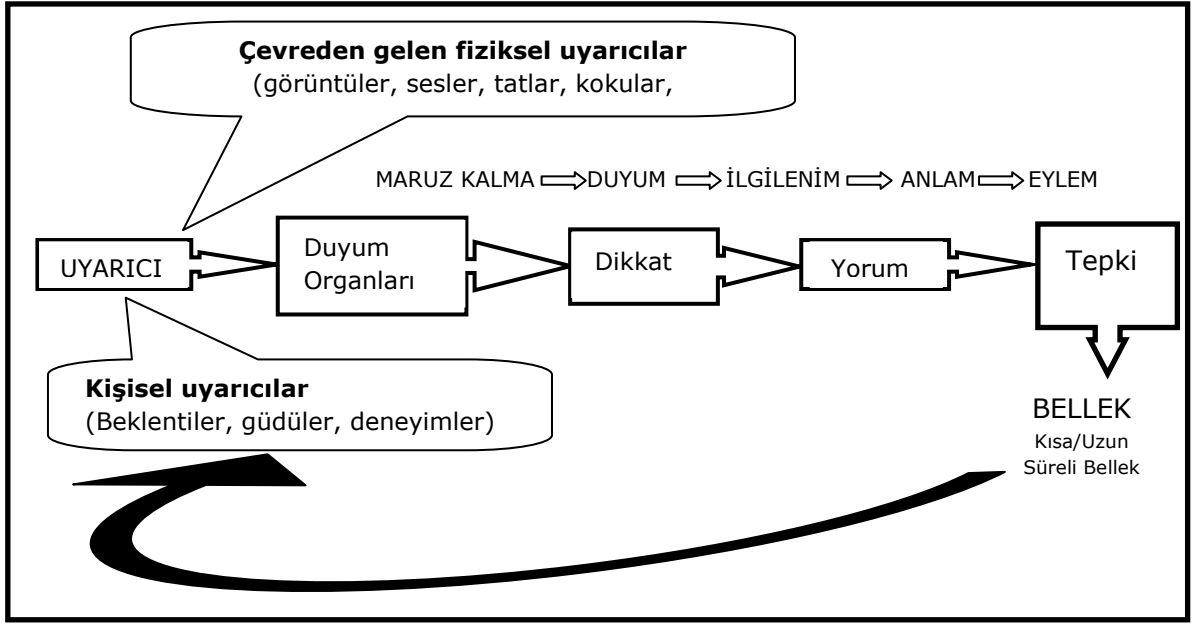 Çevreden gelen fiziksel uyarıcılar
(görüntüler, sesler, tatlar, kokular,
MARUZ KALMA DUYUM İLGİLENİM ANLAM EYLEM
UYARICI
Duyum
Organları
Dikkat
Yorum
Tepki
Kişisel uyarıcılar
(Beklentiler, güdüler, deneyimler)
BELLEK
Kısa/Uzun
Süreli Bellek